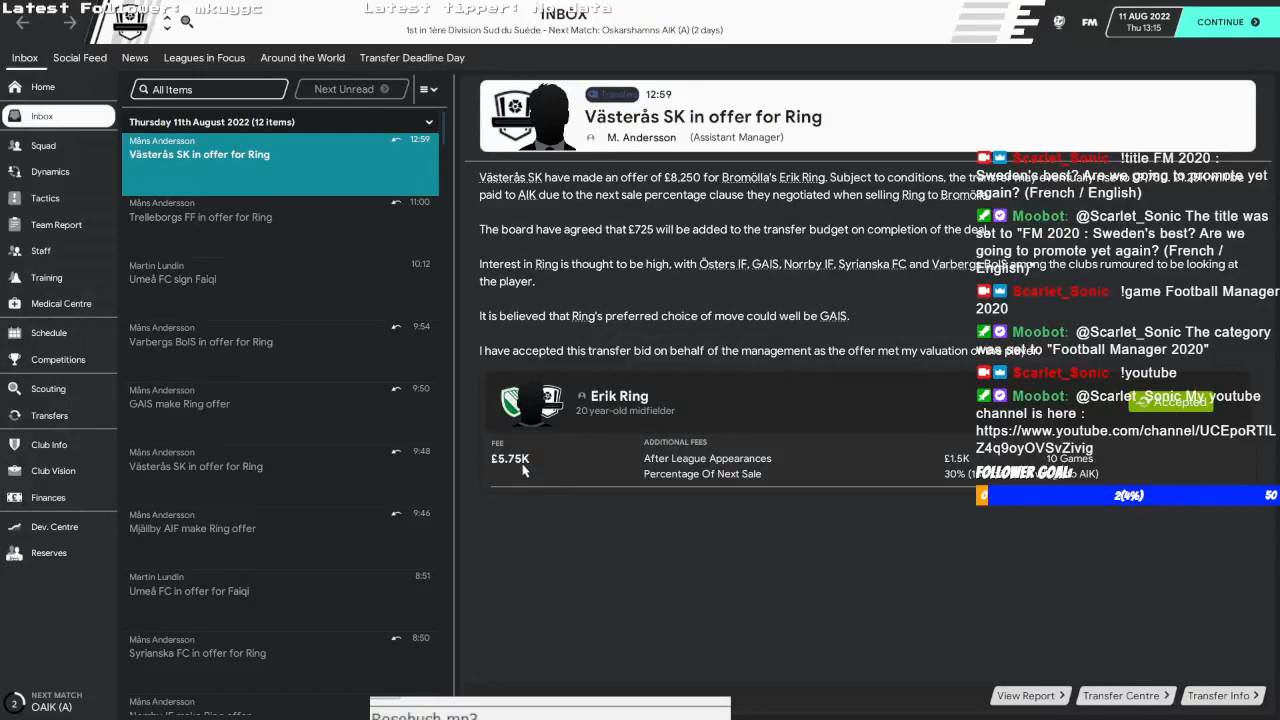 Latest Follower: mkuygc
Latest tipper: No data
INBOX
1st in 1ère Division Sud du Suède - Next Match: Oskarshamns AIK (A) (2 days)
FM
11 AUG 2022
Thu 13:15
CONTINUE
Inbox
Social Feed
News
Leagues in Focus
Around the World
Transfer Deadline Day
Home
Inbox
Squad
Dynamics
Tactics
Team Report
Staff
Training
Medical Centre
Schedule
Competitions
Scouting
Transfers
Club Info
Club Vision
Finances
Dev. Centre
Reserves
2
NEXT MATCH
OAIK (A)
All Items
Next Unread
Thursday 11th August 2022 (12 items)
Måns Andersson
12:59
Västerås SK in offer for Ring
Måns Andersson
11:00
Trelleborgs FF in offer for Ring
Martin Lundin
10:12
Umeå FC sign Faiqi
Måns Andersson
9:54
Varbergs BoIS in offer for Ring
Måns Andersson
9:50
GAIS make Ring offer
Måns Andersson
9:48
Västerås SK in offer for Ring
Måns Andersson
9:46
Mjällby AIF make Ring offer
Martin Lundin
8:51
Umeå FC in offer for Faiqi
Måns Andersson
8:50
Syrianska FC in offer for Ring
Måns Andersson
Transfers
12:59
Västerås SK in offer for Ring
M. Andersson (Assistant Manager)
Västerås SK have made an offer of £8,250 for Bromölla's Erik Ring. Subject to conditions, the transfer may eventually rise to
paid to AIK due to the next sale percentage clause they negotiated when selling Ring to Bromölla.
The board have agreed that £725 will be added to the transfer budget on completion of the deal.
Interest in Ring is thought to be high, with Östers IF, GAIS, Norrby IF, Syrianska FC and Varbergs BoIS among the clubs rumoured to be looking at
the player.
It is believed that Ring's preferred choice of move could well be GAIS.
I have accepted this transfer bid on behalf of the management as the offer met my valuation of the player.
Erik Ring
20 year-old midfielder
Accepted
FEE
£5.75K
ADDITIONAL FEES
After League Appearances
£1.5K
10 Games
Percentage Of Next Sale
30%
to AIK)
View Report
Transfer Centre
Transfer Info
Scarlet_Sonic: !title FM 2020 :
Sweden's best? Are we going to promote yet
again? (French / English)
Moobot: @Scarlet_Sonic The title was
set to "FM 2020 : Sweden's best? Are we
going to promote yet again? (French /
English)"
Scarlet_Sonic: !game Football Manager
2020
Moobot: @Scarlet_Sonic The category
was set to "Football Manager 2020"
Scarlet_Sonic: !youtube
Moobot: @Scarlet_Sonic My youtube
channel is here :
https://www.youtube.com/channel/UCEpoRTIL
Z4q9oyOVSvZivig
FOLLOWER GOAL
0
2(4%)
50
Rosebush.mp3